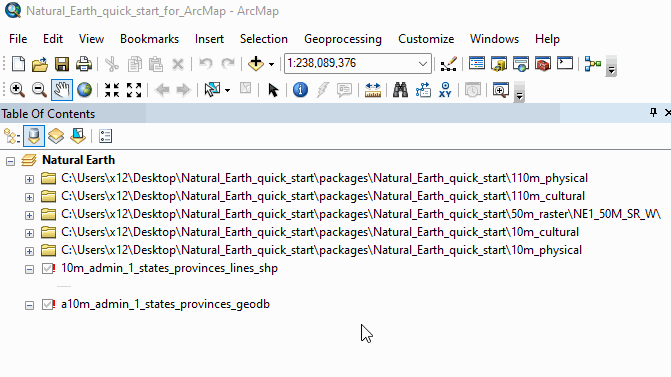 Natural_Earth_quick_start_for_ArcMap - ArcMap
File Edit View Bookmarks Insert Selection Geoprocessing Customize Windows Help
1:238,089,376
XY
Table Of Contents
Natural Earth
C:\Users\x12\Desktop\Natural_Earth_quick_start\packages\Natural_Earth_quick_start\110m_physical
C:\Users\x12\Desktop\Natural_Earth_quick_start\packages\Natural_Earth_quick_start\110m_cultural
C:\Users\x12\Desktop\Natural_Earth_quick_start\packages\Natural_Earth_quick_start\50m_raster\NE1_50M_SR_W\
C:\Users\x12\Desktop\Natural_Earth_quick_start\packages\Natural_Earth_quick_start\10m_cultural
C:\Users\x12\Desktop\Natural_Earth_quick_start\packages\Natural_Earth_quick_start\10m_physical
10m_admin_1_states_provinces_lines_shp
a10m_admin_1_states_provinces_geodb